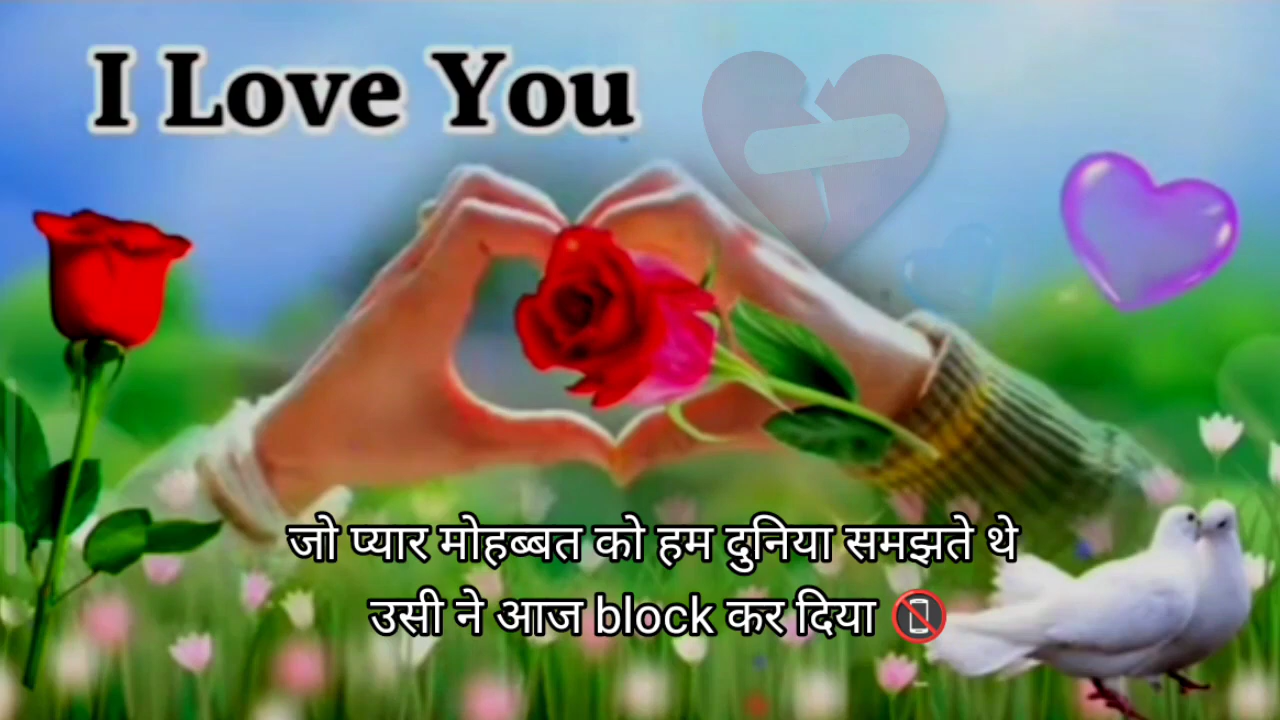 I Love You
जो प्यार मोहब्बत को हम दुनिया समझते थे
उसी ने आज block कर दिया 📵